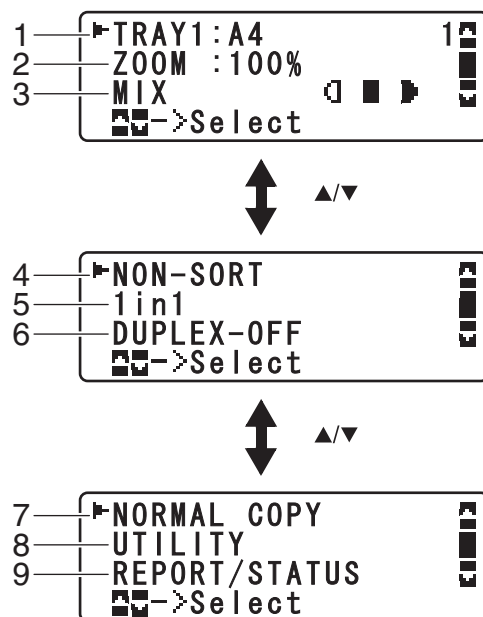 1 TRAY1:A4 1
2 ZOOM :100%
3 MIX
->Select
▲/▼
4 NON-SORT
5 1in1
6 DUPLEX-OFF
->Select
▲/▼
7 NORMAL COPY
8 UTILITY
9 REPORT/STATUS
->Select